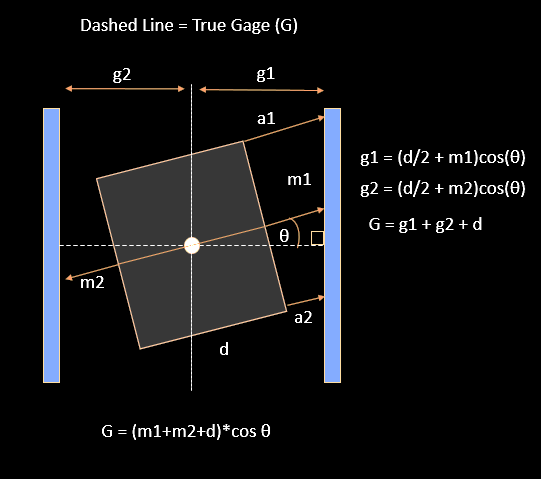 Dashed Line = True Gage (G)
g2
g1
a1
m1
g1 = (d/2 + m1)cos(θ)
g2 = (d/2 + m2)cos(θ)
G = g1 + g2 + d
θ
m2
a2
d
G = (m1+m2+d)*cos θ